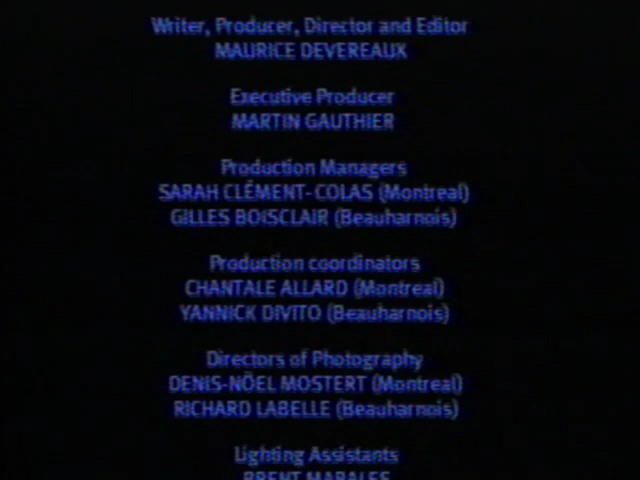 Writer, Producer, Director and Editor
MAURICE DEVEREAUX
Executive Producer
MARTIN GAUTHIER
Production Managers
SARAH CLÉMENT-COLAS (Montreal)
GILLES BOISCLAIR (Beauharnois)
Production coordinators
CHANTALE ALLARD (Montreal)
YANNICK DIVITO (Beauharnois)
Directors of Photography
DENIS-NÖEL MOSTERT (Montreal)
RICHARD LABELLE (Beauharnois)
Lighting Assistants
BRENT